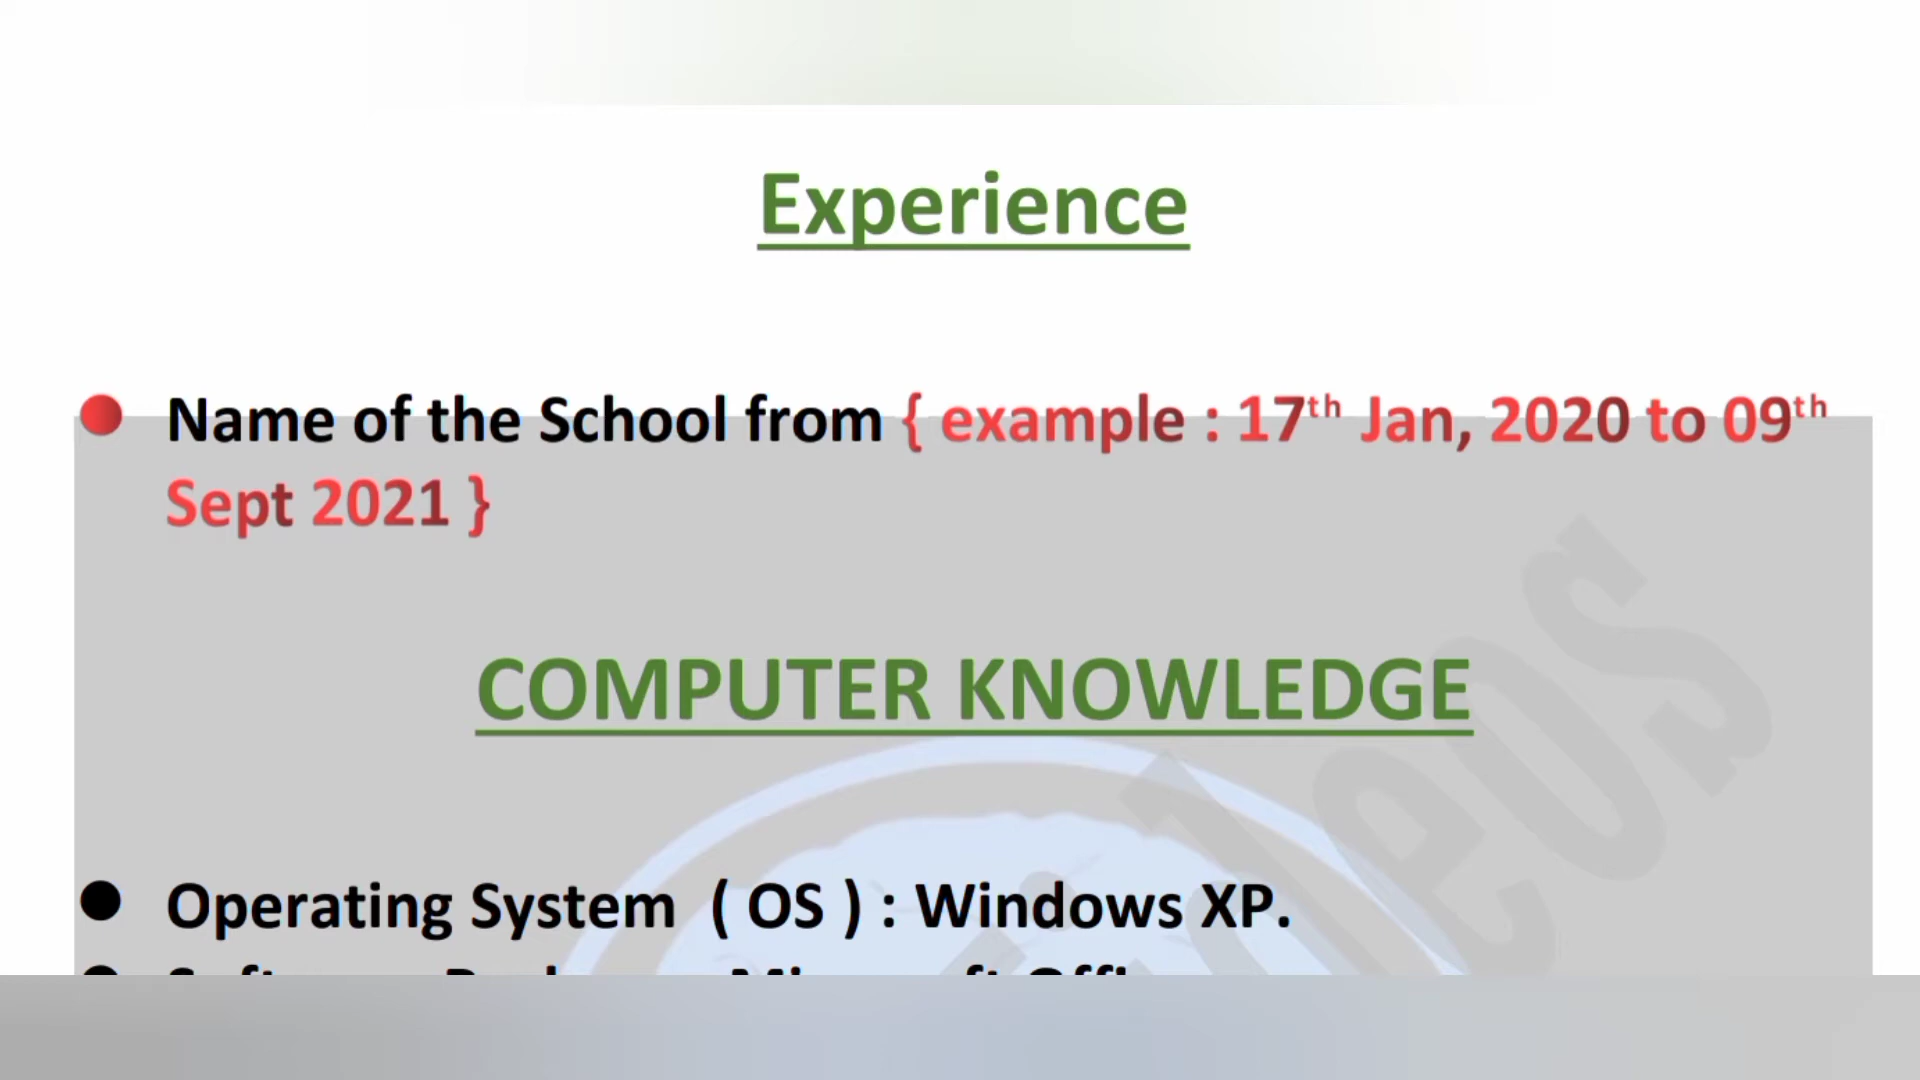 Experience
Name of the School from { example : 17th Jan, 2020 to 09th
Sept 2021 }
COMPUTER KNOWLEDGE
Operating System ( OS ) : Windows XP.